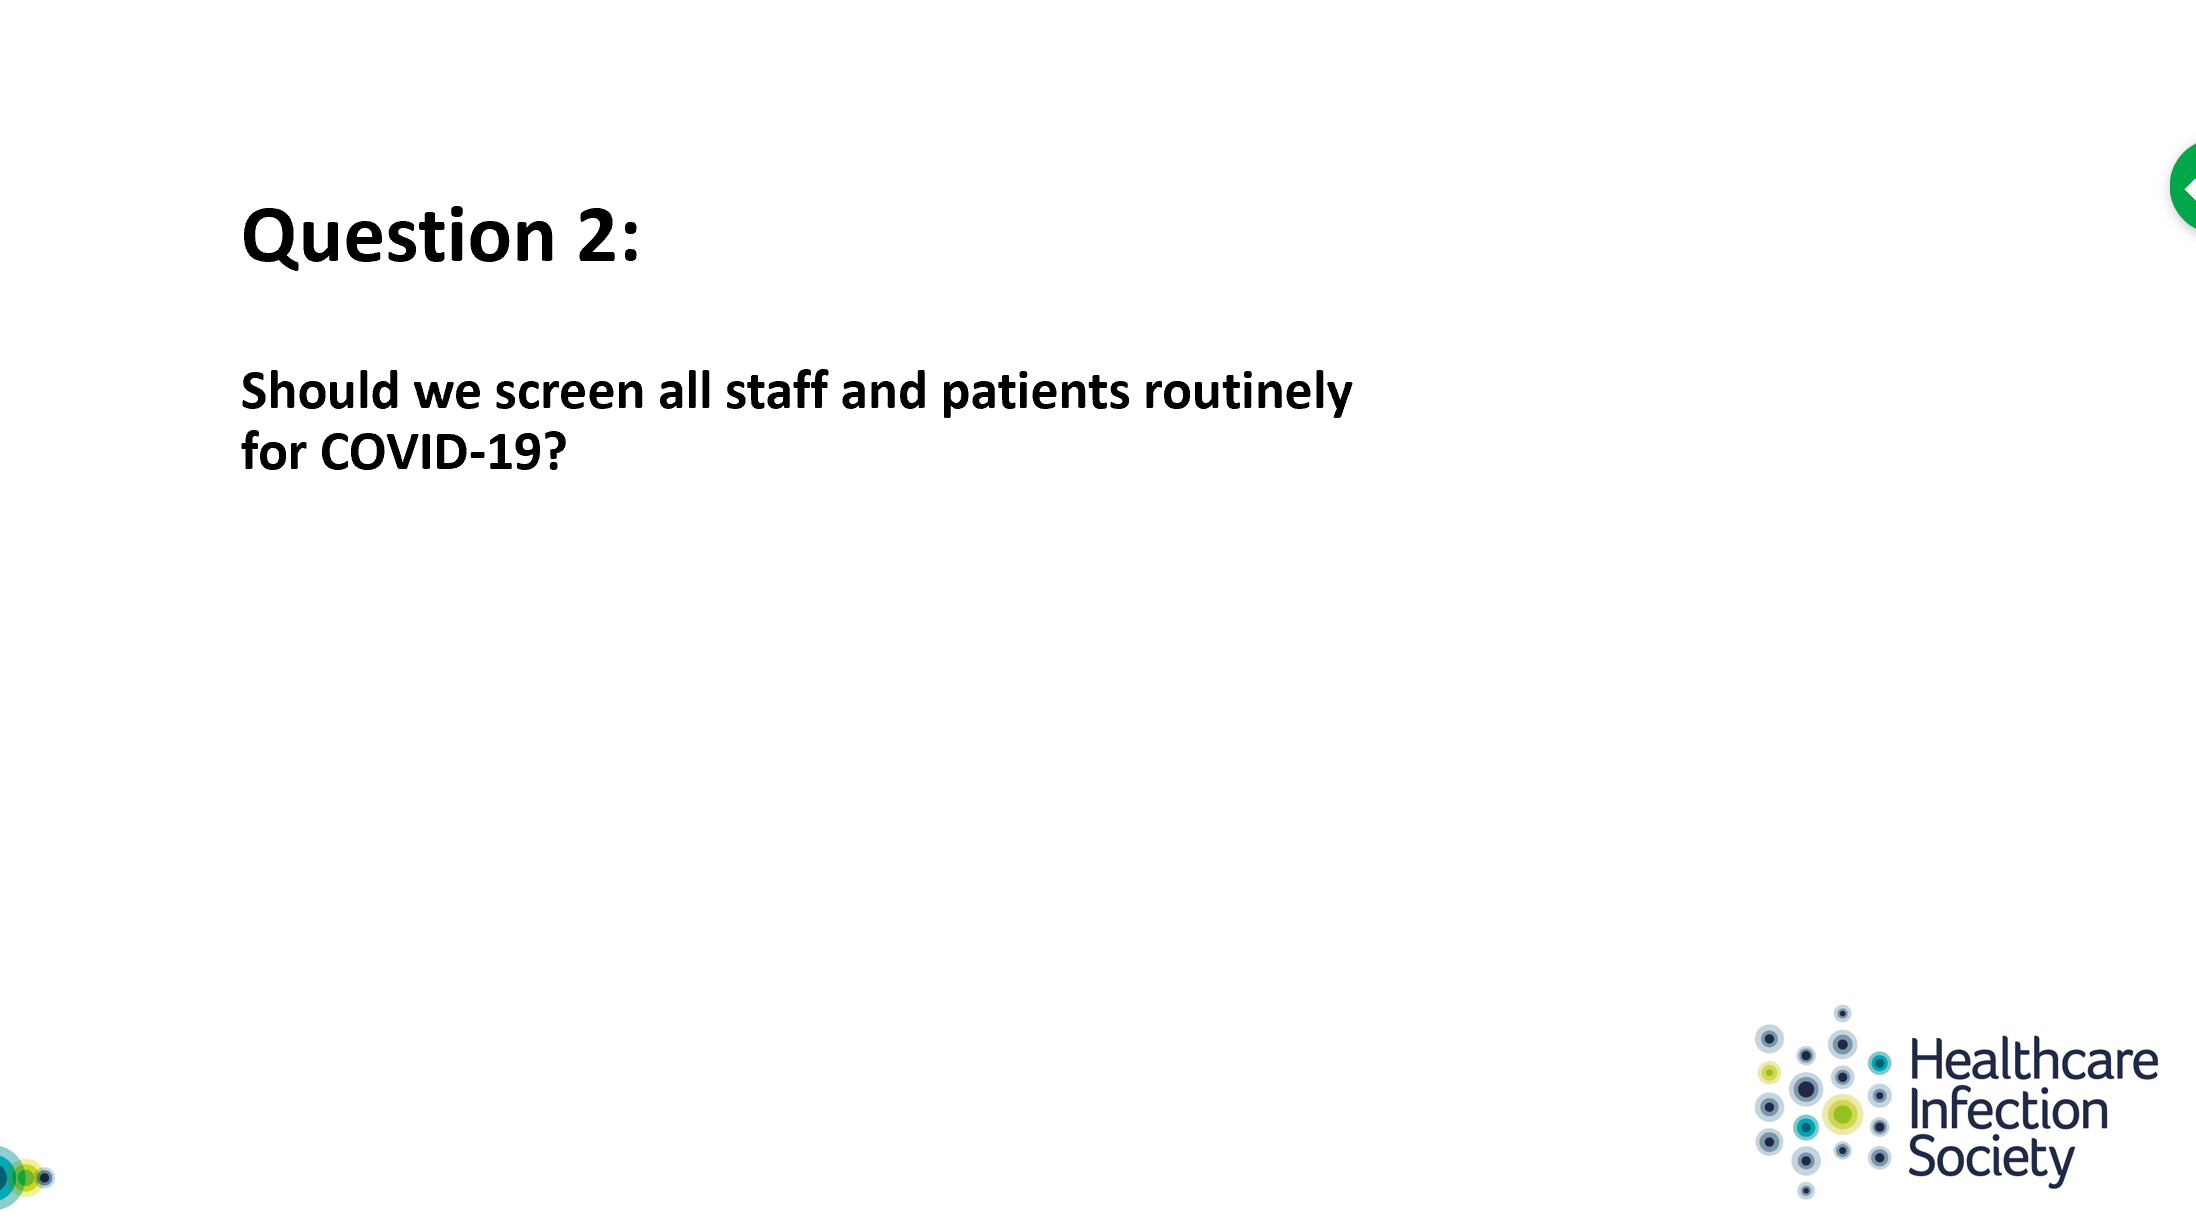 Question 2:
Should we screen all staff and patients routinely
for COVID-19?
Healthcare
Infection
Society